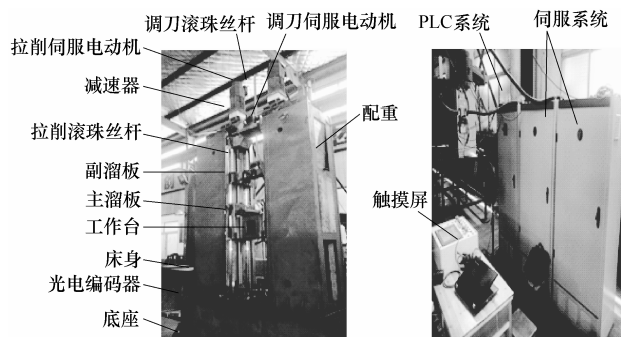 调刀滚珠丝杆
调刀伺服电动机
拉削伺服电动机
减速器
拉削滚珠丝杆
副溜板
主溜板
工作台
床身
光电编码器
底座
配重
PLC系统
伺服系统
触摸屏